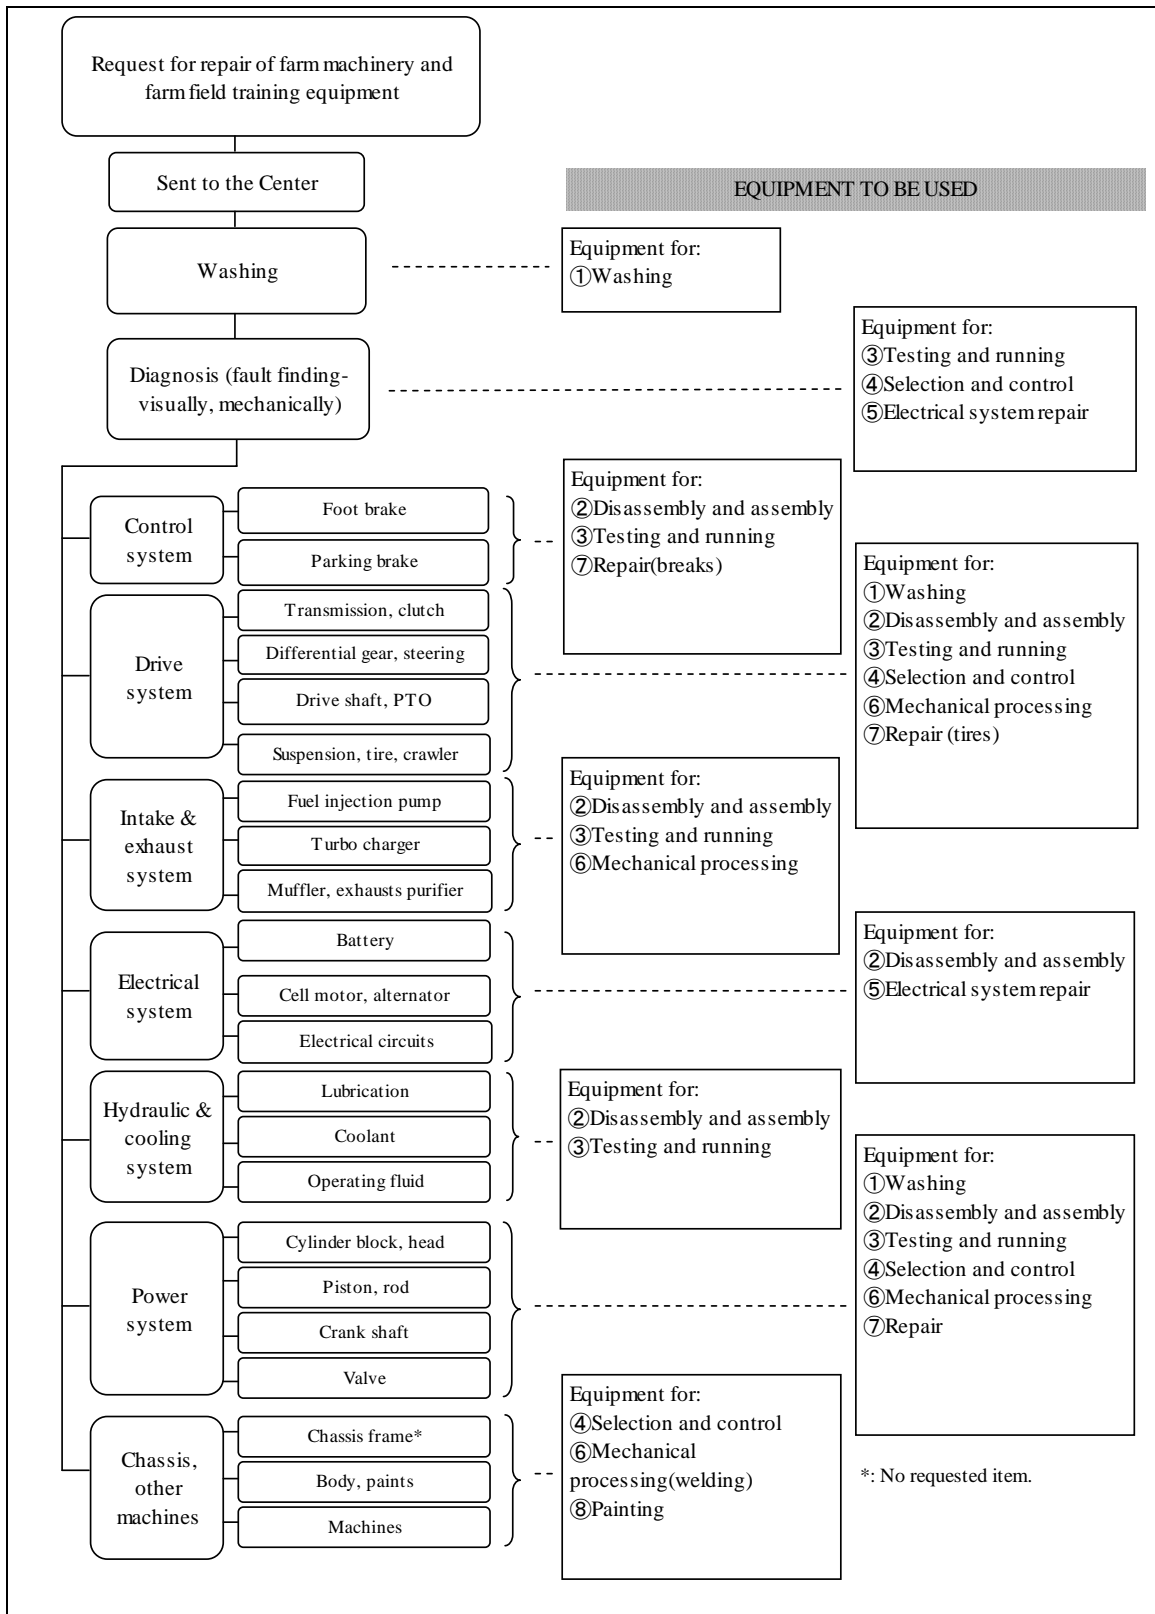 Request for repair of farm machinery and
farm field training equipment
Sent to the Center
EQUIPMENT TO BE USED
Washing
Equipment for:
①Washing
Diagnosis (fault finding-
visually, mechanically)
Equipment for:
③Testing and running
④Selection and control
⑤Electrical system repair
Control
system
Foot brake
Parking brake
Equipment for:
②Disassembly and assembly
③Testing and running
⑦Repair(breaks)
Drive
system
Transmission, clutch
Differential gear, steering
Drive shaft, PTO
Suspension, tire, crawler
Equipment for:
①Washing
②Disassembly and assembly
③Testing and running
④Selection and control
⑥Mechanical processing
⑦Repair (tires)
Intake &
exhaust
system
Fuel injection pump
Turbo charger
Muffler, exhausts purifier
Equipment for:
②Disassembly and assembly
③Testing and running
⑥Mechanical processing
Electrical
system
Battery
Cell motor, alternator
Electrical circuits
Equipment for:
②Disassembly and assembly
⑤Electrical system repair
Hydraulic &
cooling
system
Lubrication
Coolant
Operating fluid
Equipment for:
②Disassembly and assembly
③Testing and running
Power
system
Cylinder block, head
Piston, rod
Crank shaft
Valve
Equipment for:
①Washing
②Disassembly and assembly
③Testing and running
④Selection and control
⑥Mechanical processing
⑦Repair
Chassis,
other
machines
Chassis frame*
Body, paints
Machines
Equipment for:
④Selection and control
⑥Mechanical
processing(welding)
⑧Painting
*: No requested item.